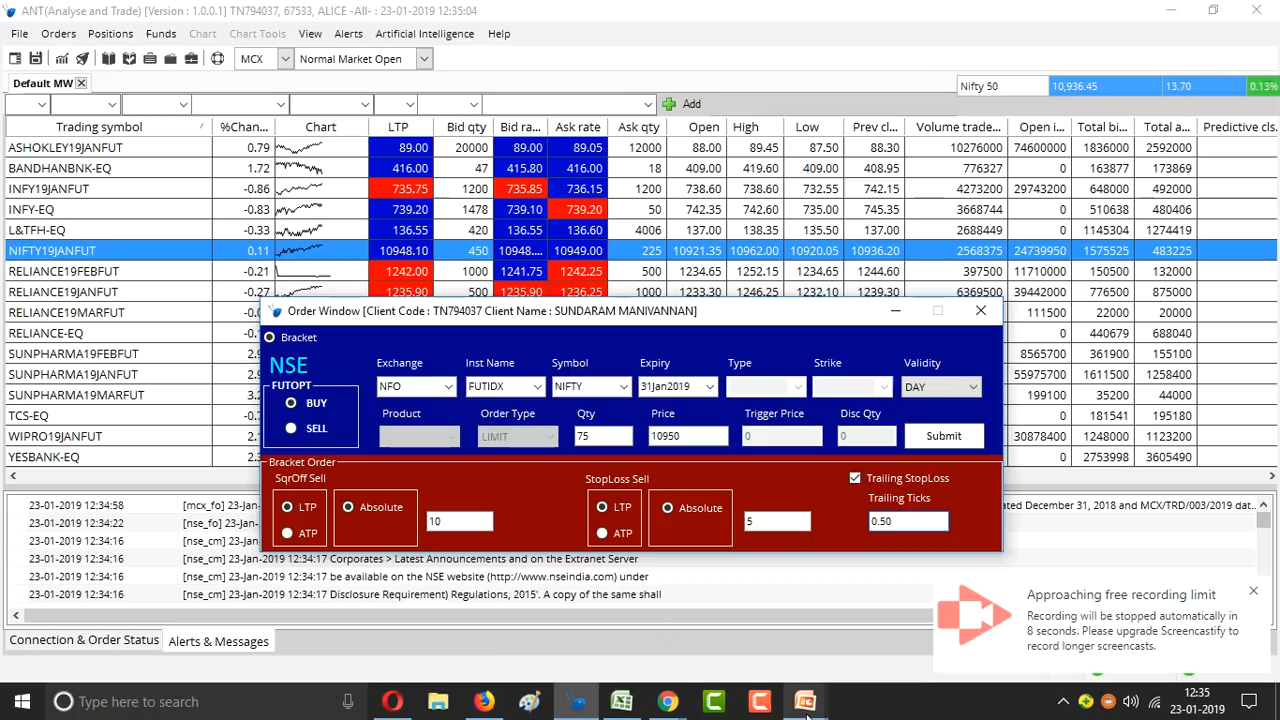 ANT(Analyse and Trade) [Version : 1.0.0.1] TN794037, 67533, ALICE -All- : 23-01-2019 12:35:04
File Orders Positions Funds Chart Chart Tools View Alerts Artificial Intelligence Help
MCX Normal Market Open
Default MW
Nifty 50 10,936.45 13.70 0.13%
Add
Trading symbol %Chan... Chart LTP Bid qty Bid ra... Ask rate Ask qty Open High Low Prev cl... Volume trade... Open i... Total bi... Total a... Predictive cls.
ASHOKLEY19JANFUT 0.79 89.00 20000 89.00 89.05 12000 88.00 89.45 87.50 88.30 10276000 74600000 1836000 2592000
BANDHANBNK-EQ 1.72 416.00 47 415.80 416.00 18 409.00 419.60 409.00 408.95 776327 0 163877 173869
INFY19JANFUT -0.86 735.75 1200 735.85 736.15 1200 738.60 738.60 732.55 742.15 4273200 29743200 648000 492000
INFY-EQ -0.83 739.20 1478 739.10 739.20 50 742.35 742.60 735.00 745.35 3668744 0 510638 480406
L&TFH-EQ -0.33 136.55 420 136.55 136.60 4006 137.00 138.35 136.00 137.00 2688449 0 1145304 1274419
NIFTY19JANFUT 0.11 10948.10 450 10948.... 10949.00 225 10921.35 10962.00 10920.05 10936.20 2568375 24739950 1575525 483225
RELIANCE19FEBFUT -0.21 1242.00 1000 1241.75 1242.25 500 1234.65 1252.15 1234.65 1244.60 397500 11710000 150500 132000
RELIANCE19JANFUT -0.27 1235.90 500 1235.90 1236.25 1000 1233.30 1246.80 1232.10 1239.30 6369500 39442000 776500 875000
RELIANCE19MARFUT 111500 22000 20000
RELIANCE-EQ 0 440679 688040
SUNPHARMA19FEBFUT 2. 8565700 361900 155100
SUNPHARMA19JANFUT 2. 55975700 1611500 1258400
SUNPHARMA19MARFUT 3. 199100 35200 44000
TCS-EQ 0 181541 195180
WIPRO19JANFUT 30878400 1248000 1123200
YESBANK-EQ 2. 0 2753998 3605490
Order Window [Client Code : TN794037 Client Name : SUNDARAM MANIVANNAN]
Bracket
NSE
Exchange Inst Name Symbol Expiry Type Strike Validity
NFO FUTIDX NIFTY 31Jan2019 DAY
FUTOPT
BUY
SELL
Product Order Type Qty Price Trigger Price Disc Qty
LIMIT 75 10950 0 0 Submit
Bracket Order
SqrOff Sell StopLoss Sell Trailing StopLoss
Trailing Ticks
LTP Absolute LTP Absolute
10 5 0.50
ATP ATP
23-01-2019 12:34:58 [mcx_fo] 23-Jan- ated December 31, 2018 and MCX/TRD/003/2019 dat...
23-01-2019 12:34:22 [nse_fo] 23-Jan-
23-01-2019 12:34:16 [nse_cm] 23-Jan-
23-01-2019 12:34:16 [nse_cm] 23-Jan-2019 12:34:17 Corporates > Latest Announcements and on the Extranet Server
23-01-2019 12:34:16 [nse_cm] 23-Jan-2019 12:34:17 be available on the NSE website (http://www.nseindia.com) under
23-01-2019 12:34:16 [nse_cm] 23-Jan-2019 12:34:17 Disclosure Requirement) Regulations, 2015'. A copy of the same shall
Connection & Order Status Alerts & Messages
Approaching free recording limit
Recording will be stopped automatically in
8 seconds. Please upgrade Screencastify to
record longer screencasts.
Type here to search
12:35
23-01-2019